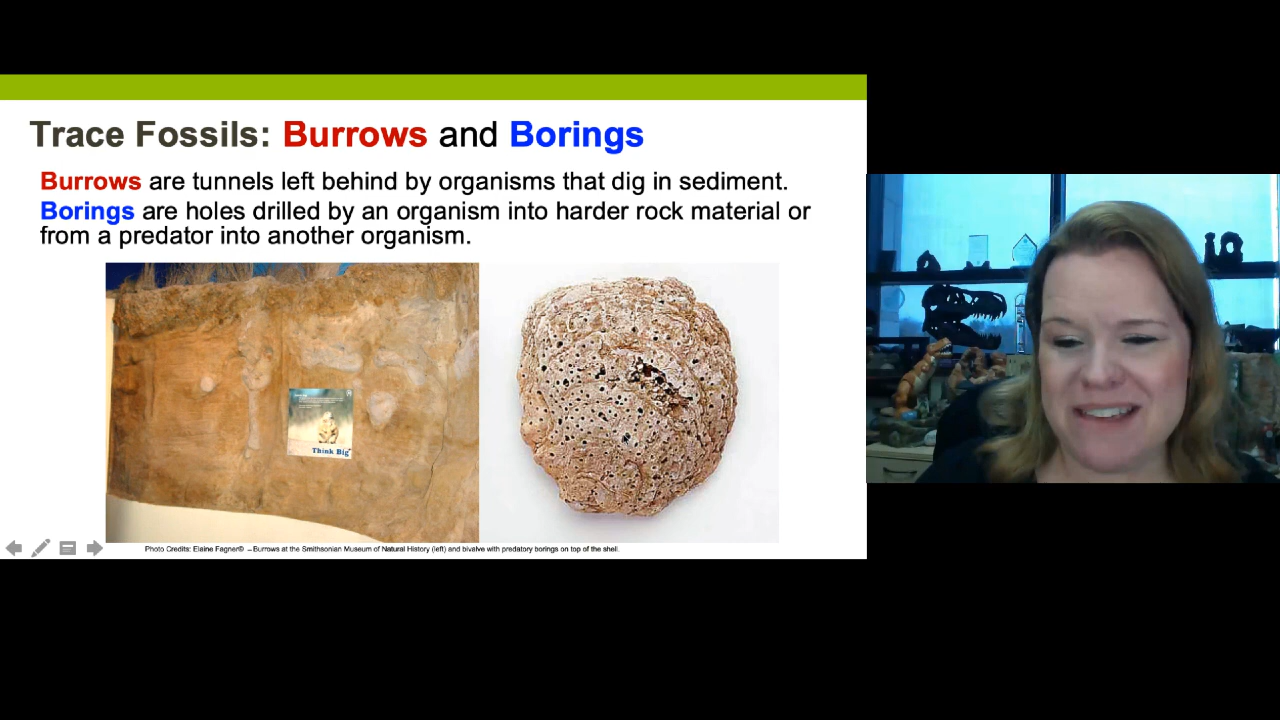 Trace Fossils: Burrows and Borings
Burrows are tunnels left behind by organisms that dig in sediment.
Borings are holes drilled by an organism into harder rock material or
from a predator into another organism.
Think Big
Photo Credits: Elaine Fagner© – Burrows at the Smithsonian Museum of Natural History (left) and bivalve with predatory borings on top of the shell.